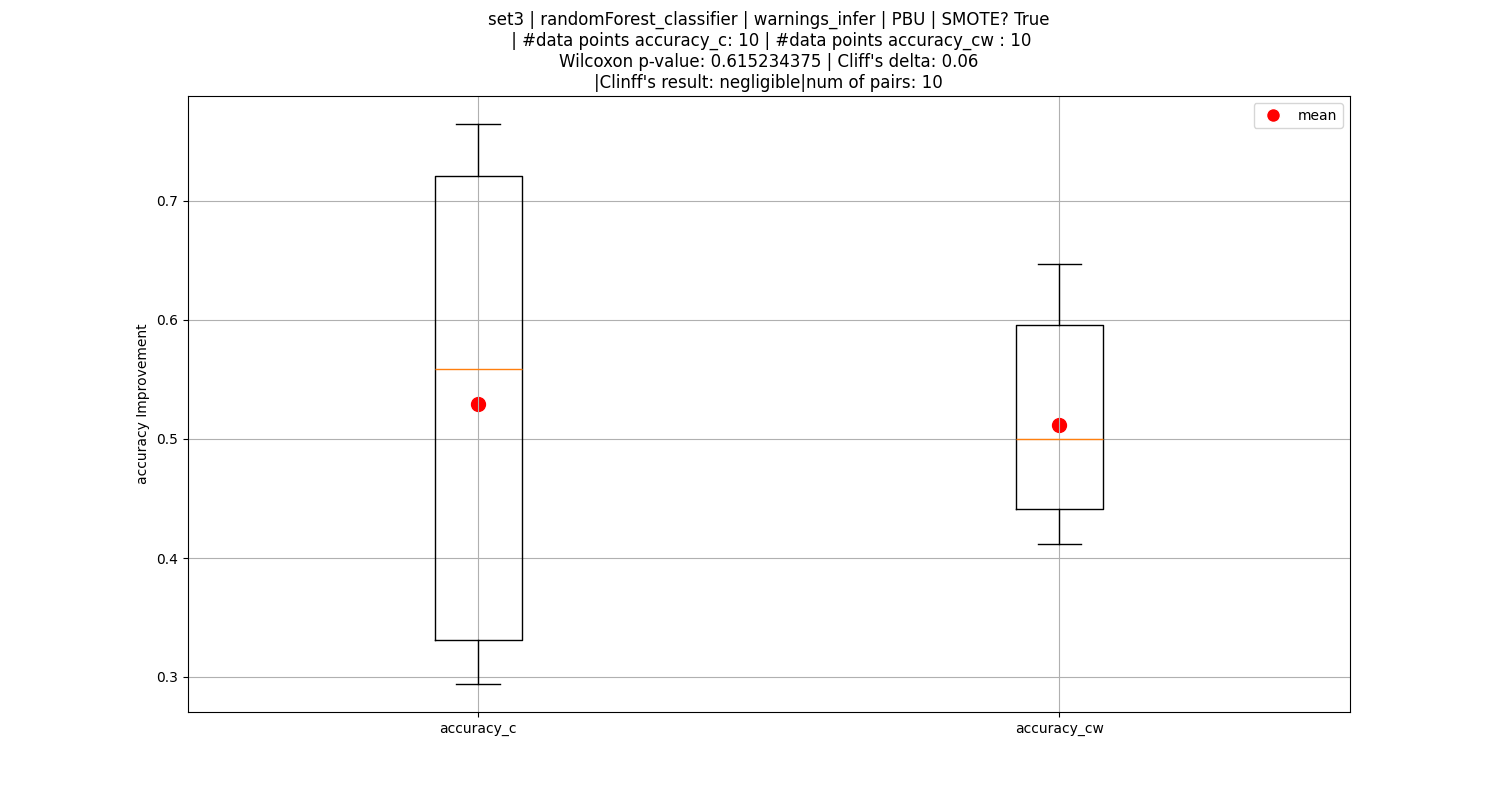 set3 | randomForest_classifier | warnings_infer | PBU | SMOTE? True
| #data points accuracy_c: 10 | #data points accuracy_cw : 10
Wilcoxon p-value: 0.615234375 | Cliff's delta: 0.06
|Clinff's result: negligible|num of pairs: 10
mean
0.7
0.6
0.5
0.4
0.3
accuracy Improvement
accuracy_c
accuracy_cw